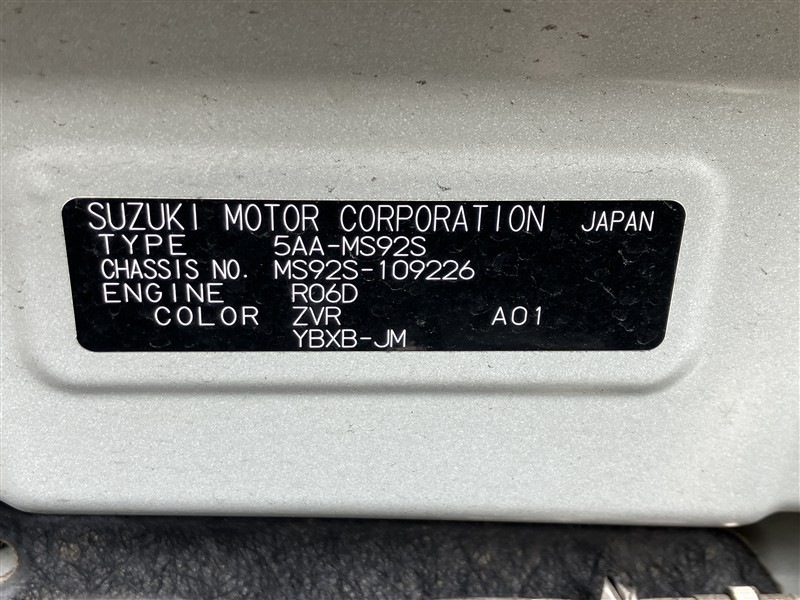 SUZUKI MOTOR CORPORATION JAPAN
TYPE 5AA-MS92S
CHASSIS NO. MS92S-109226
ENGINE R06D
COLOR ZVR A01
YBXB-JM